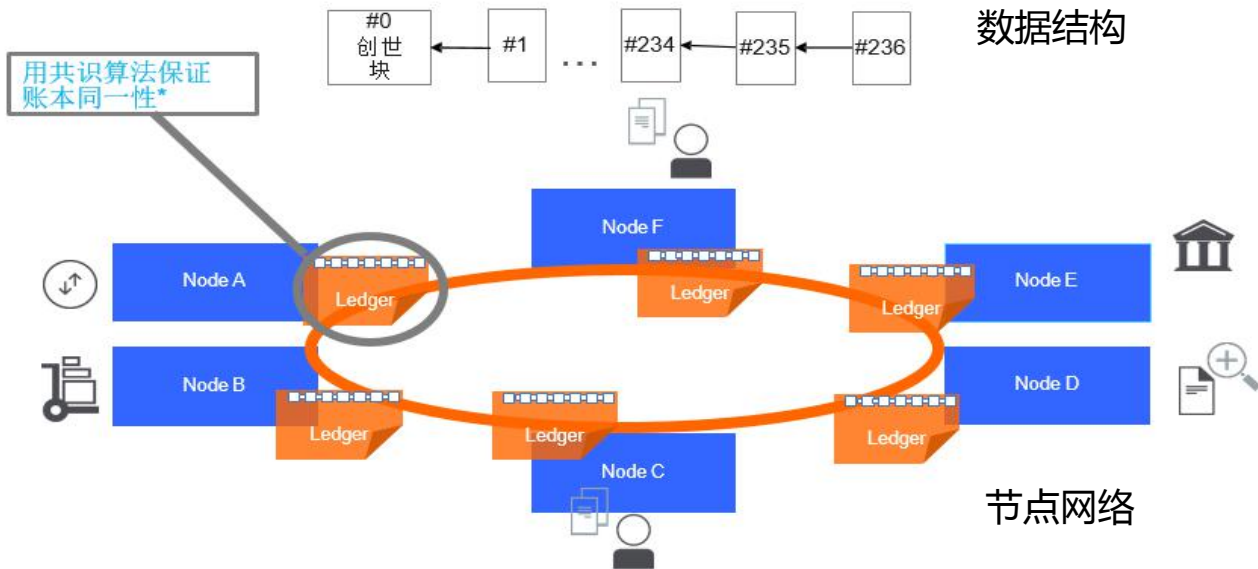 #0
创世
块
#1
...
#234
#235
#236
数据结构
用共识算法保证
账本同一性*
Node F
Node A
Ledger
Ledger
Ledger
Node E
Node B
Ledger
Ledger
Ledger
Node D
Node C
节点网络